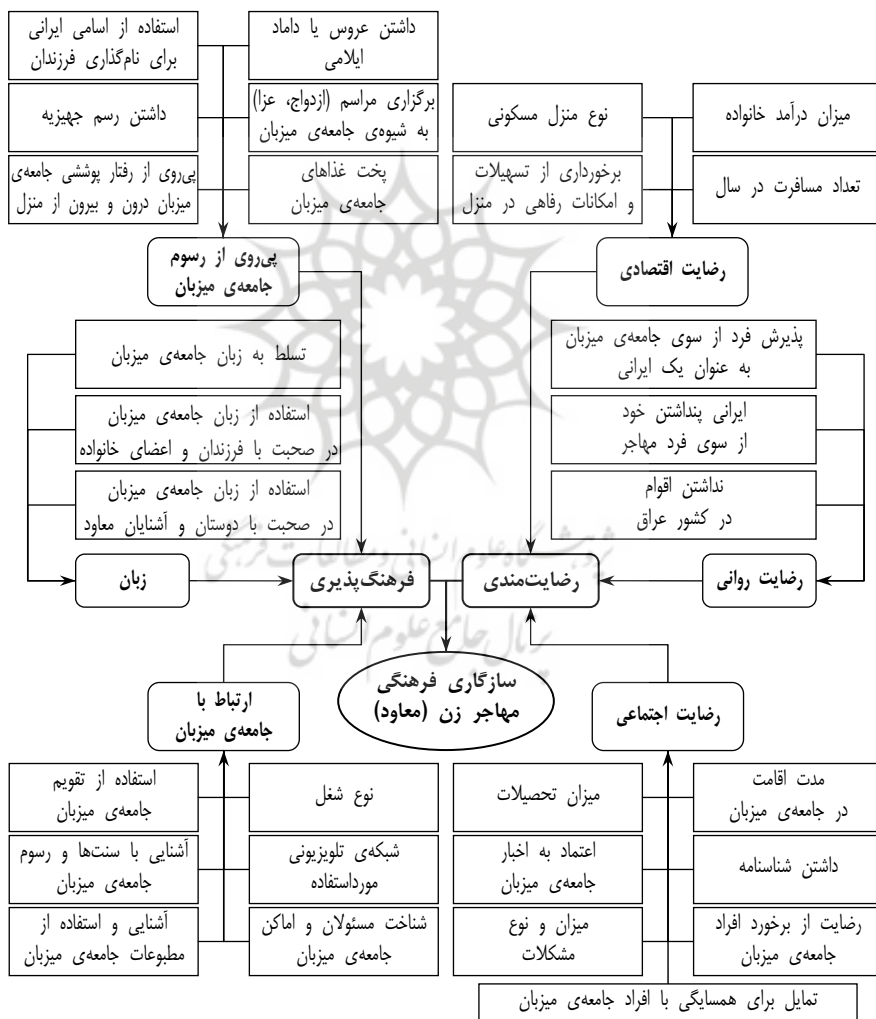 استفاده از اسامی ایرانی
برای نام‌گذاری فرزندان
داشتن عروس یا داماد
ایلامی
داشتن رسم جهیزیه
برگزاری مراسم (ازدواج، عزا)
به شیوه‌ی جامعه‌ی میزبان
پی‌روی از رفتار پوششی جامعه‌ی
میزبان درون و بیرون از منزل
پخت غذاهای
جامعه‌ی میزبان
پی‌روی از رسوم
جامعه‌ی میزبان
میزان درآمد خانواده
نوع منزل مسکونی
تعداد مسافرت در سال
برخورداری از تسهیلات
و امکانات رفاهی در منزل
رضایت اقتصادی
تسلط به زبان جامعه‌ی میزبان
استفاده از زبان جامعه‌ی میزبان
در صحبت با فرزندان و اعضای خانواده
استفاده از زبان جامعه‌ی میزبان
در صحبت با دوستان و آشنایان معاود
زبان
پذیرش فرد از سوی جامعه‌ی میزبان
به عنوان یک ایرانی
ایرانی پنداشتن خود
از سوی فرد مهاجر
نداشتن اقوام
در کشور عراق
رضایت روانی
رضایت‌مندی
فرهنگ‌پذیری
پژوهشگاه علوم انسانی و مطالعات فرهنگی
پرتال جامع علوم انسانی
سازگاری فرهنگی
مهاجر زن (معاود)
ارتباط با
جامعه‌ی میزبان
رضایت اجتماعی
استفاده از تقویم
جامعه‌ی میزبان
نوع شغل
آشنایی با سنت‌ها و رسوم
جامعه‌ی میزبان
شبکه‌ی تلویزیونی
مورداستفاده
آشنایی و استفاده از
مطبوعات جامعه‌ی میزبان
شناخت مسئولان و اماکن
جامعه‌ی میزبان
مدت اقامت
در جامعه‌ی میزبان
میزان تحصیلات
داشتن شناسنامه
اعتماد به اخبار
جامعه‌ی میزبان
رضایت از برخورد افراد
جامعه‌ی میزبان
میزان و نوع
مشکلات
تمایل برای همسایگی با افراد جامعه‌ی میزبان